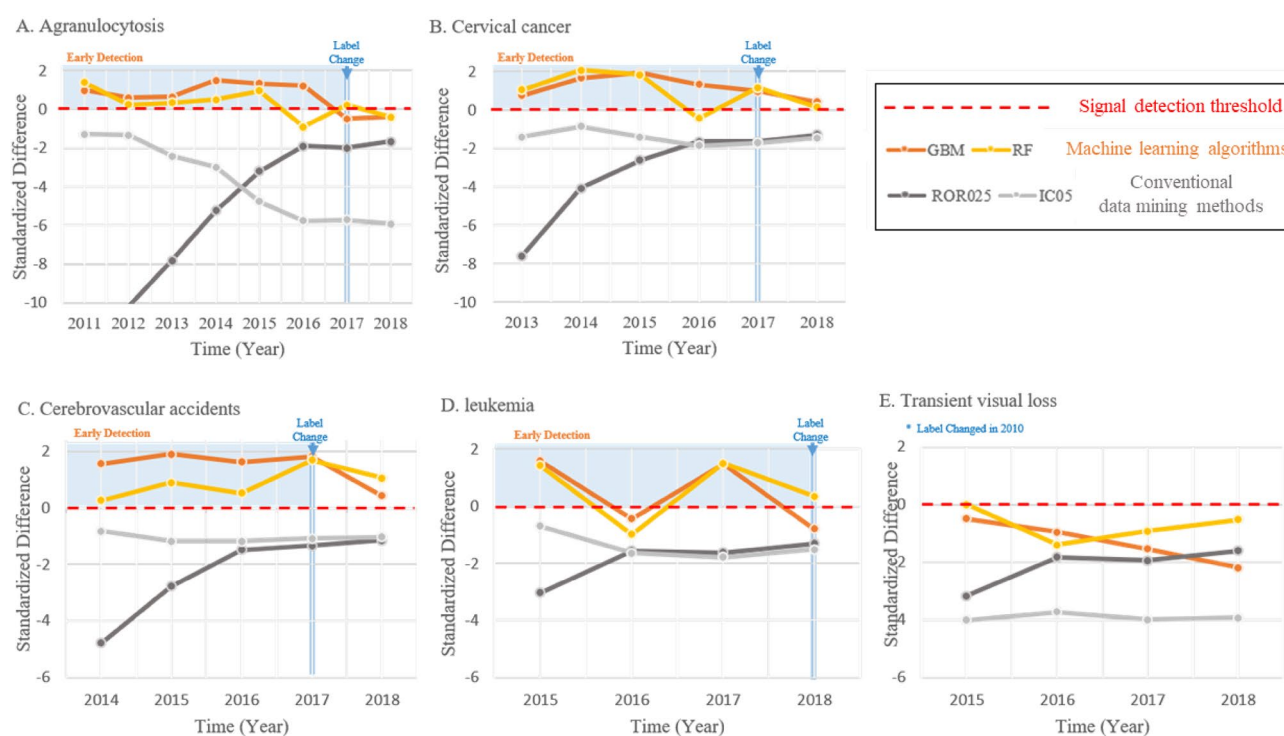 A. Agranulocytosis
Early Detection
Label
Change
Standardized Difference
2
0
-2
-4
-6
-8
-10
2011 2012 2013 2014 2015 2016 2017 2018
Time (Year)
B. Cervical cancer
Early Detection
Label
Change
Standardized Difference
2
0
-2
-4
-6
-8
-10
2013 2014 2015 2016 2017 2018
Time (Year)
Signal detection threshold
GBM RF Machine learning algorithms
ROR025 IC05 Conventional
data mining methods
C. Cerebrovascular accidents
Early Detection
Label
Change
Standardized Difference
2
0
-2
-4
-6
2014 2015 2016 2017 2018
Time (Year)
D. leukemia
Early Detection
Label
Change
Standardized Difference
2
0
-2
-4
-6
2015 2016 2017 2018
Time (Year)
E. Transient visual loss
* Label Changed in 2010
Standardized Difference
2
0
-2
-4
-6
2015 2016 2017 2018
Time (Year)